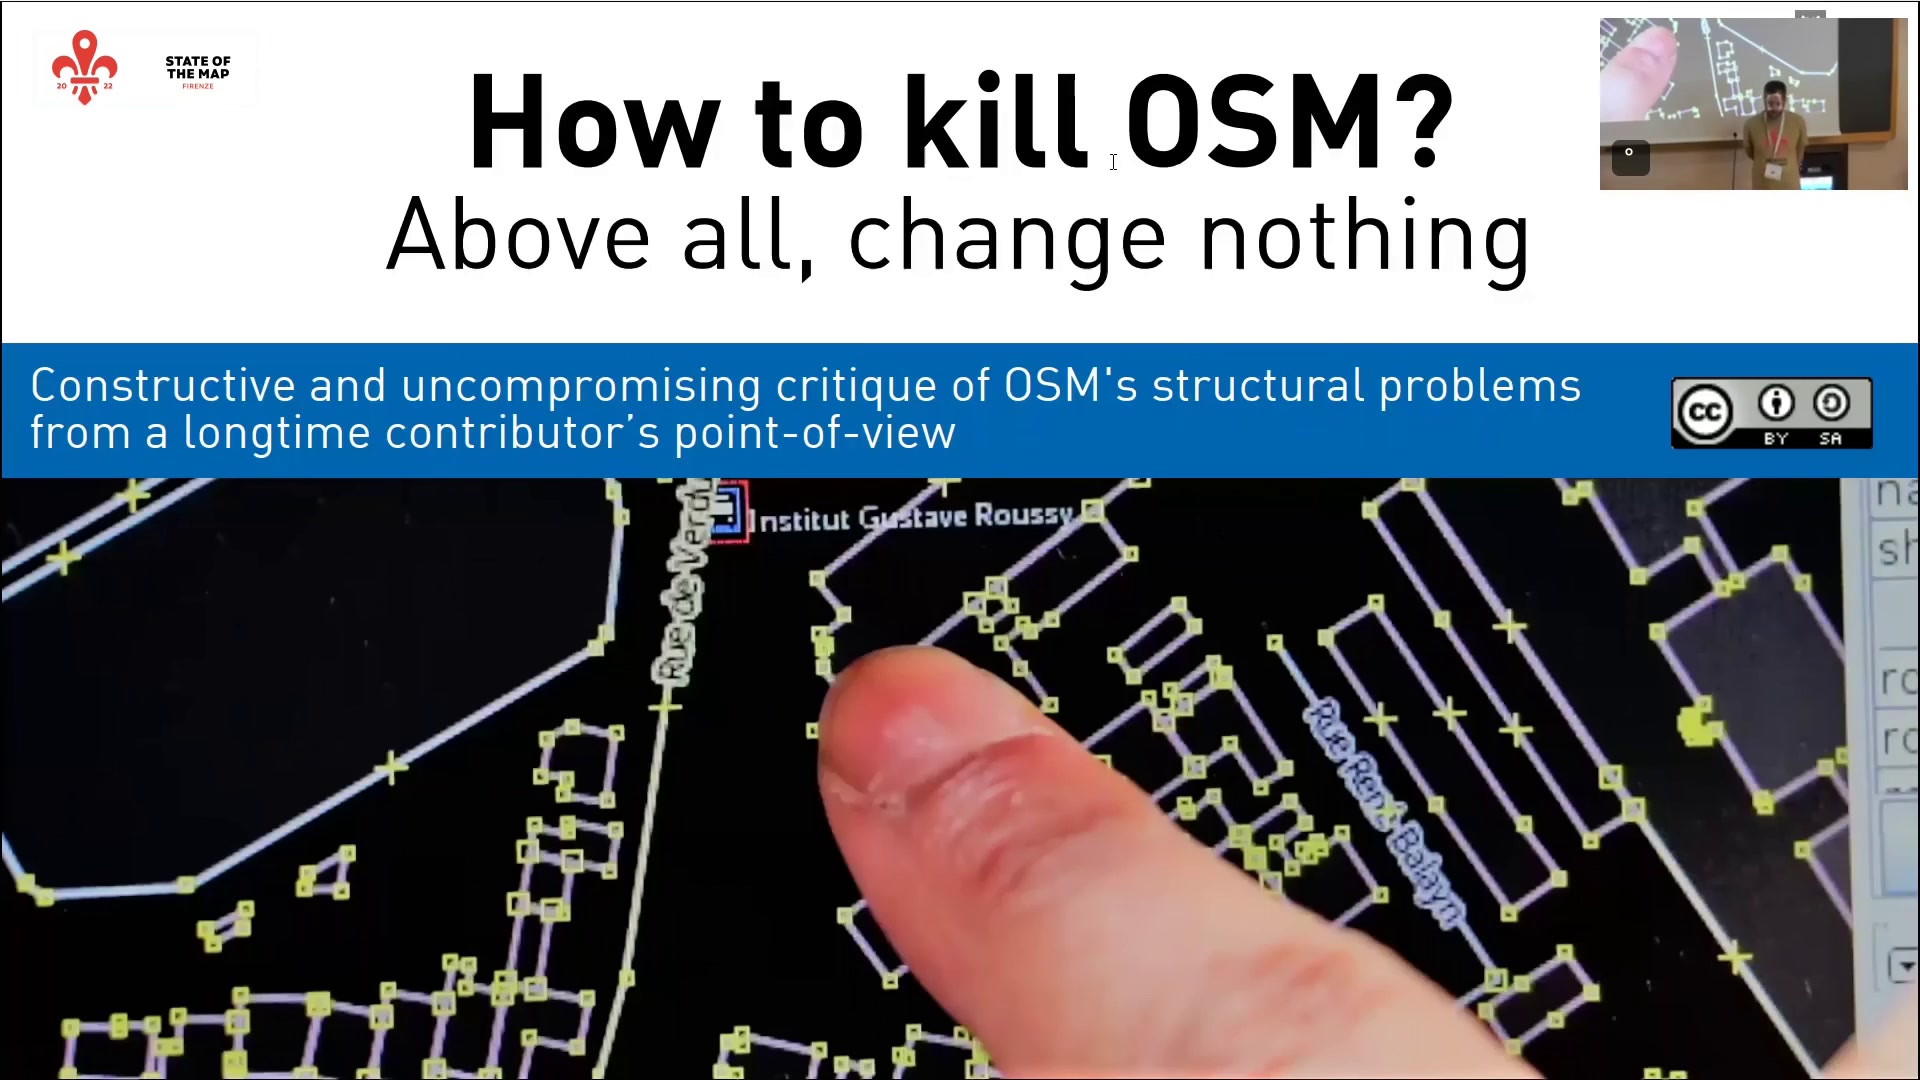 20 22
STATE OF
THE MAP
FIRENZE
How to kill OSM?
Above all, change nothing
Constructive and uncompromising critique of OSM's structural problems
from a longtime contributor’s point-of-view
cc
BY SA
Institut Gustave Roussy
Rue de Verdun
Rue René Balayn
na
sh
ro
ro